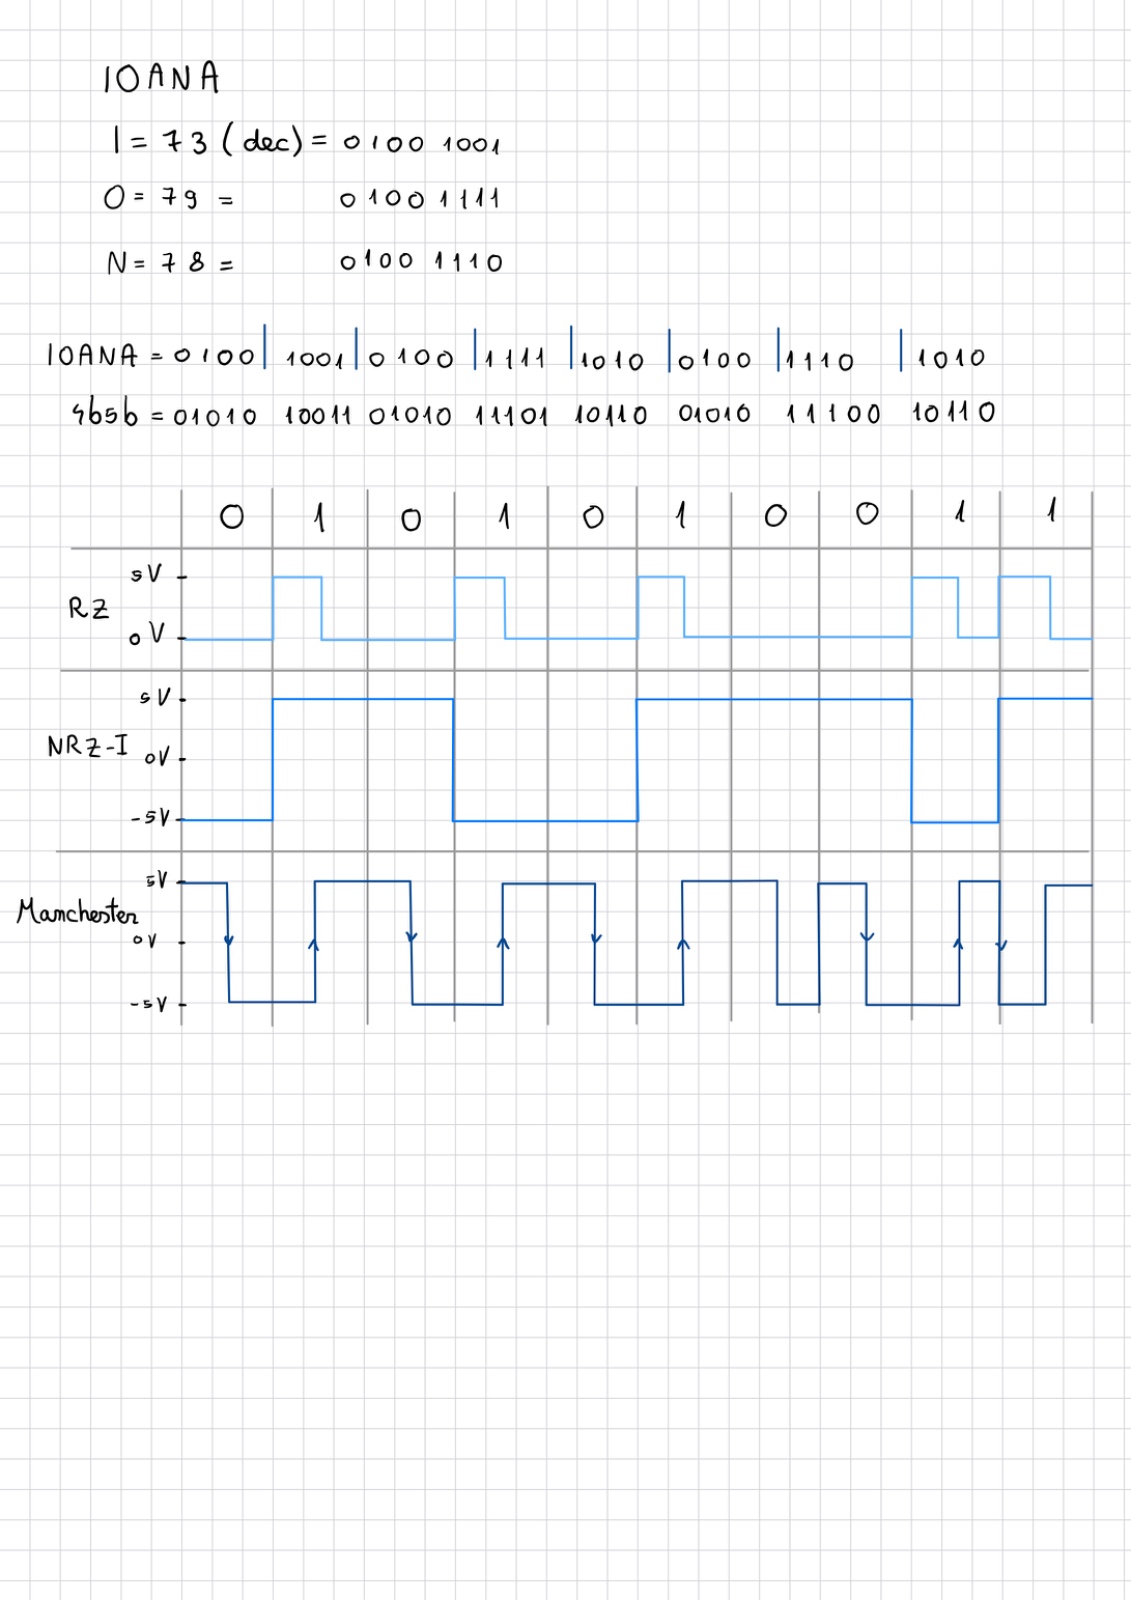 IOANA
I = 73 (dec) = 0100 1001
O = 79 = 0100 1111
N = 78 = 0100 1110
IOANA = 0100 | 1001 | 0100 | 1111 | 1010 | 0100 | 1110 | 1010
4b5b = 01010 10011 01010 11101 10110 01010 11100 10110
0 1 0 1 0 1 0 0 1 1
5V
RZ
0V
5V
NRZ-I
0V
-5V
5V
Manchester
0V
-5V